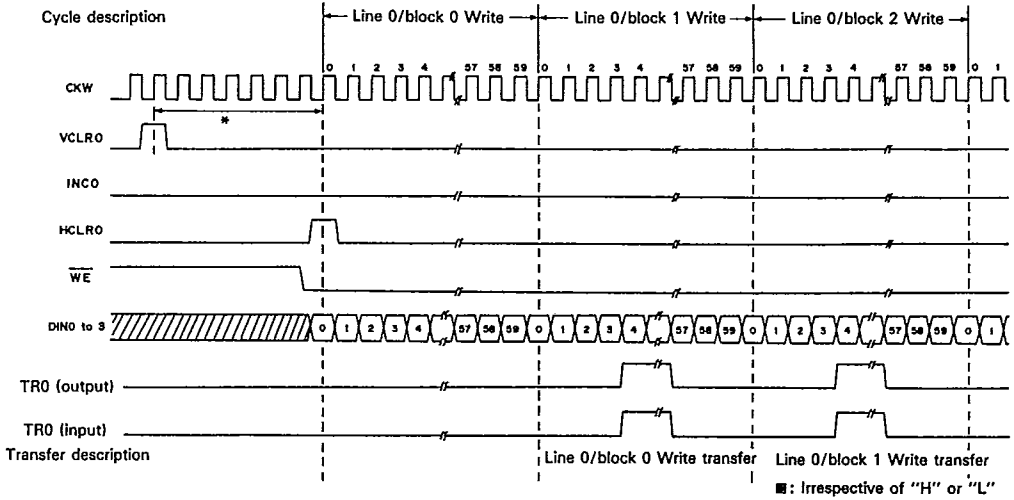 Cycle description
Line 0/block 0 Write
Line 0/block 1 Write
Line 0/block 2 Write
0 1 2 3 4 57 58 59 0 1 2 3 4 57 58 59 0 1 2 3 4 57 58 59 0 1
CKW
*
VCLR0
INC0
HCLR0
WE
DIN0 to 3
0 1 2 3 4 57 58 59 0 1 2 3 4 57 58 59 0 1 2 3 4 57 58 59 0 1
TR0 (output)
TR0 (input)
Transfer description
Line 0/block 0 Write transfer
Line 0/block 1 Write transfer
: Irrespective of "H" or "L"